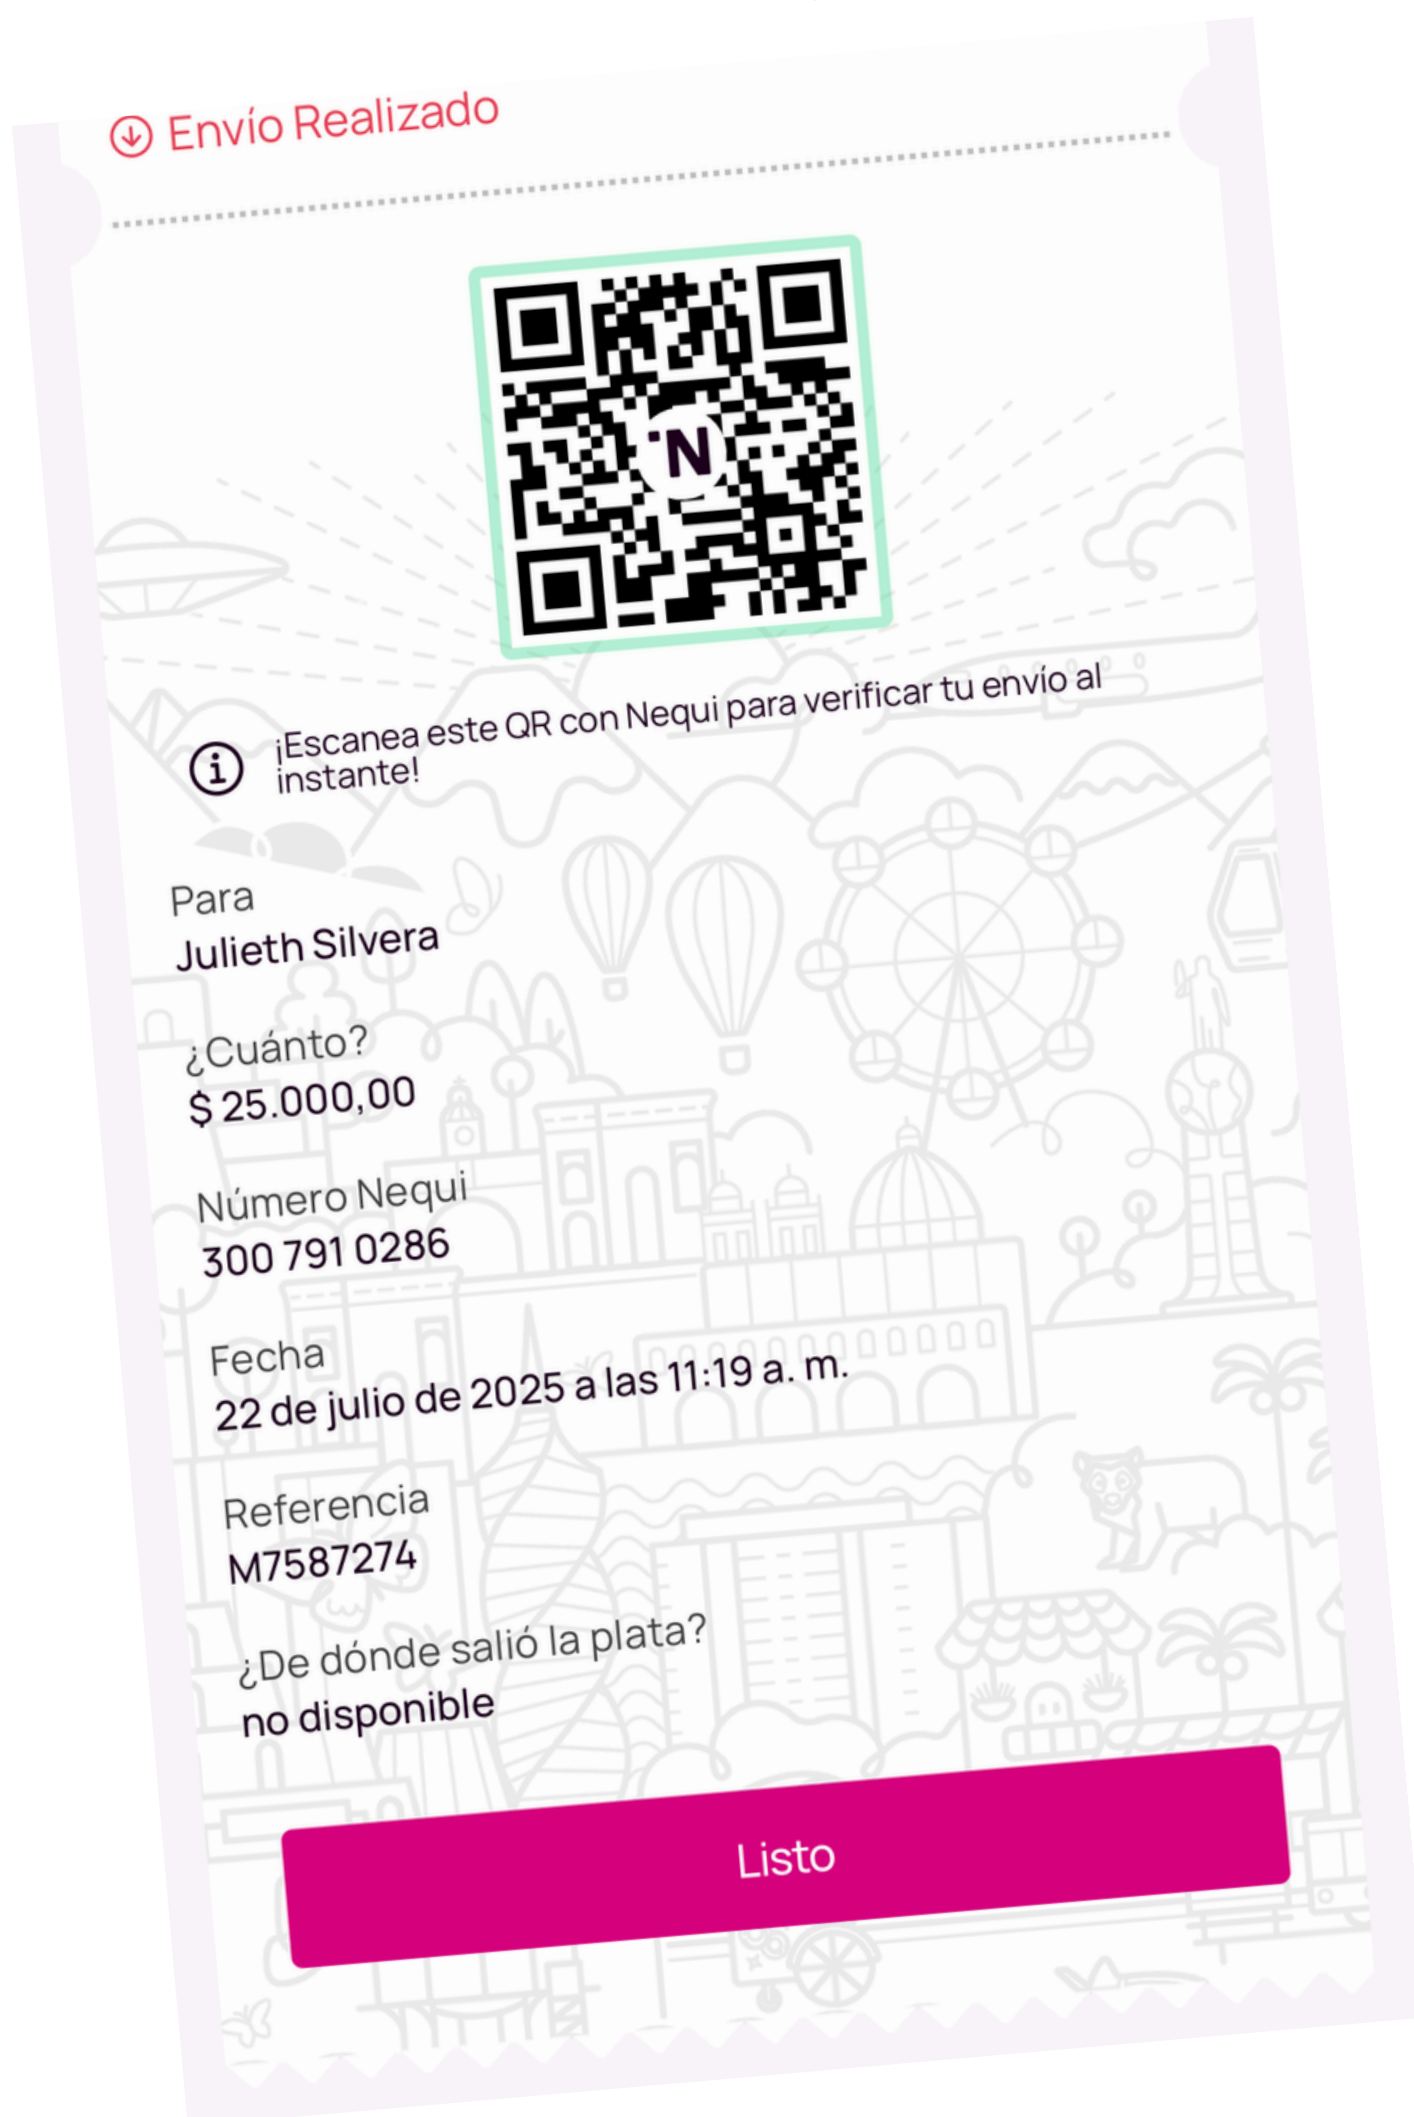 Envío Realizado
N
¡Escanea este QR con Nequi para verificar tu envío al
instante!
Para
Julieth Silvera
¿Cuánto?
$ 25.000,00
Número Nequi
300 791 0286
Fecha
22 de julio de 2025 a las 11:19 a. m.
Referencia
M7587274
¿De dónde salió la plata?
no disponible
Listo